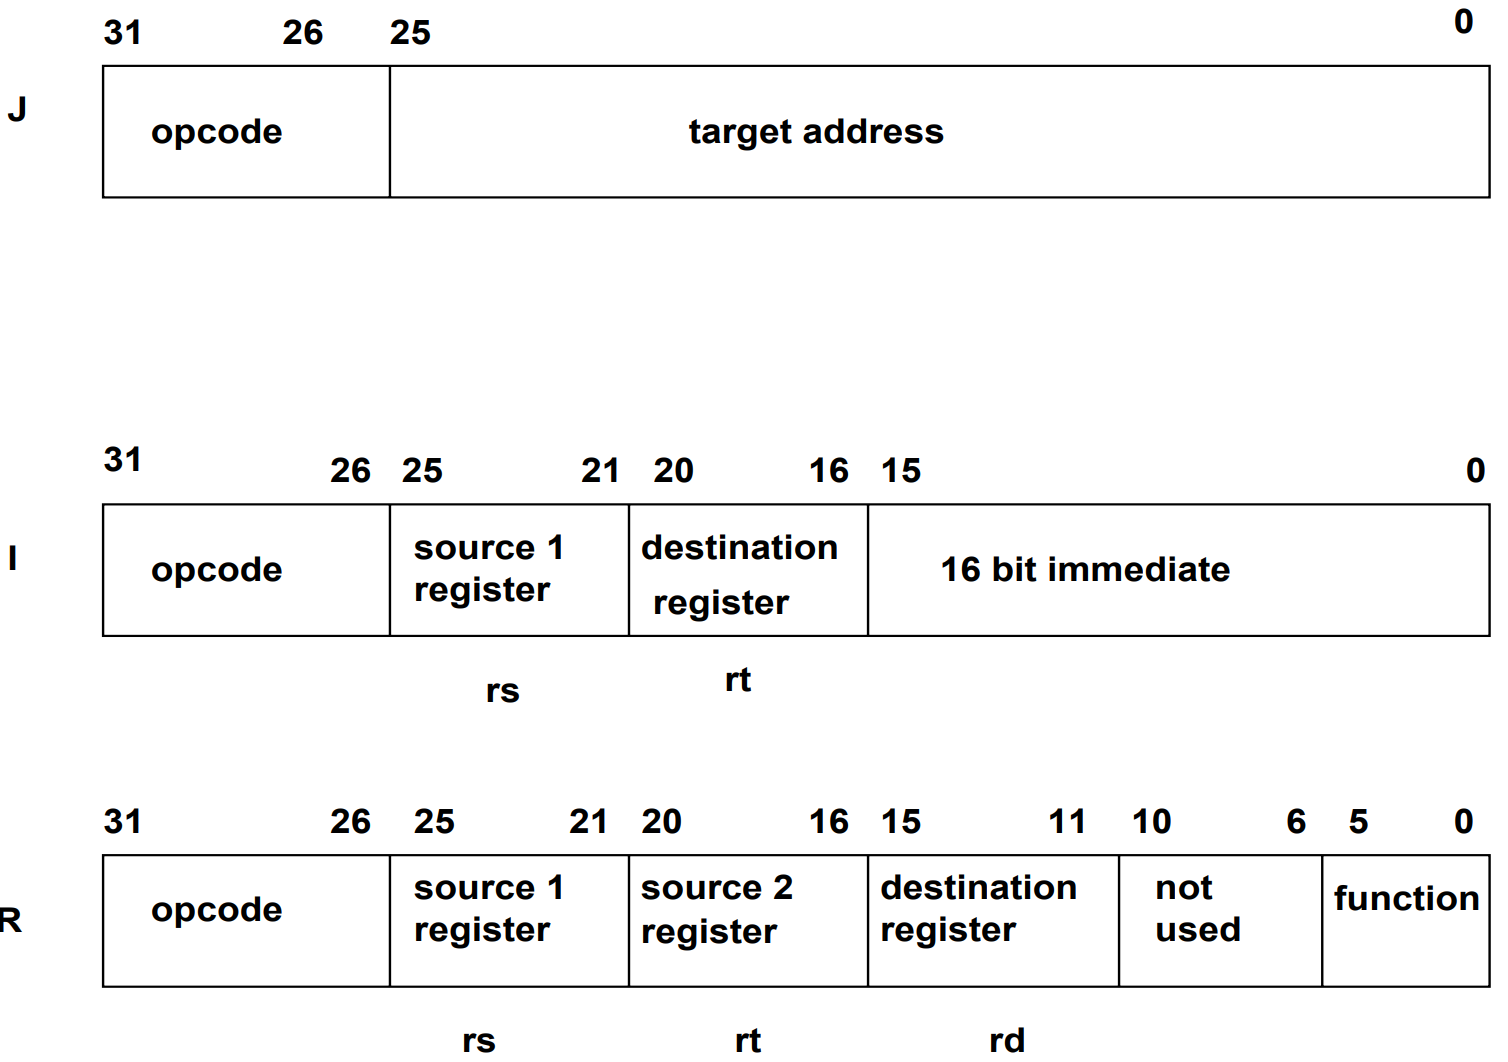 31 26 25 0
J
opcode target address
31 26 25 21 20 16 15 0
I
opcode source 1 register destination register 16 bit immediate
rs rt
31 26 25 21 20 16 15 11 10 6 5 0
R
opcode source 1 register source 2 register destination register not used function
rs rt rd